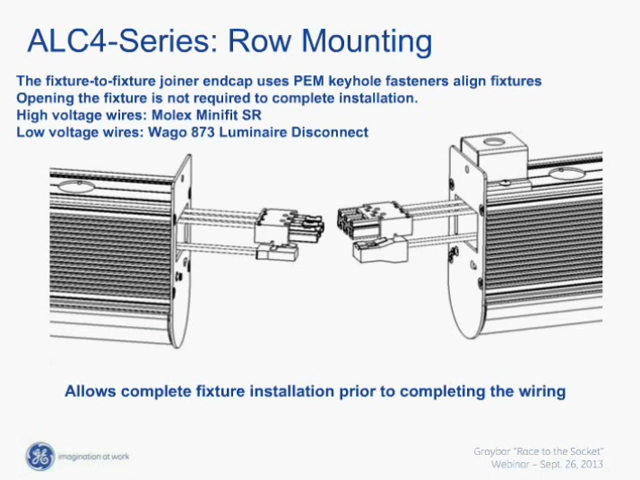 ALC4-Series: Row Mounting
The fixture-to-fixture joiner endcap uses PEM keyhole fasteners align fixtures
Opening the fixture is not required to complete installation.
High voltage wires: Molex Minifit SR
Low voltage wires: Wago 873 Luminaire Disconnect
Allows complete fixture installation prior to completing the wiring
GE imagination at work
Graybar "Race to the Socket"
Webinar – Sept. 26, 2013